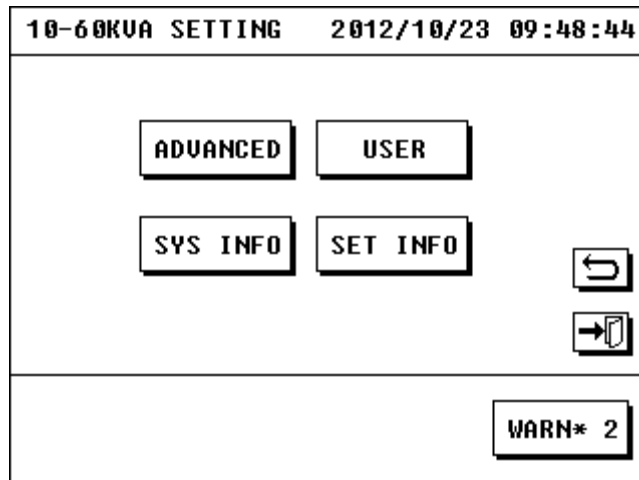 10-60KVA SETTING 2012/10/23 09:48:44
ADVANCED USER
SYS INFO SET INFO
WARN* 2